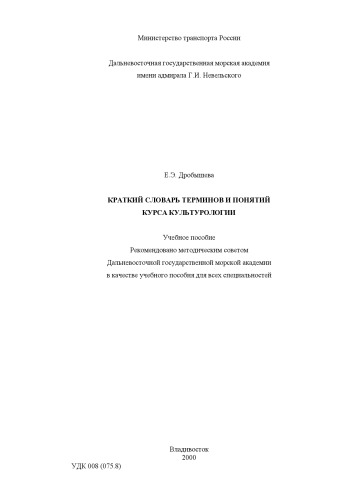 Министерство транспорта России
Дальневосточная государственная морская академия
имени адмирала Г.И. Невельского
Е.Э. Дробышева
КРАТКИЙ СЛОВАРЬ ТЕРМИНОВ И ПОНЯТИЙ
КУРСА КУЛЬТУРОЛОГИИ
Учебное пособие
Рекомендовано методическим советом
Дальневосточной государственной морской академии
в качестве учебного пособия для всех специальностей
Владивосток
2000
УДК 008 (075.8)